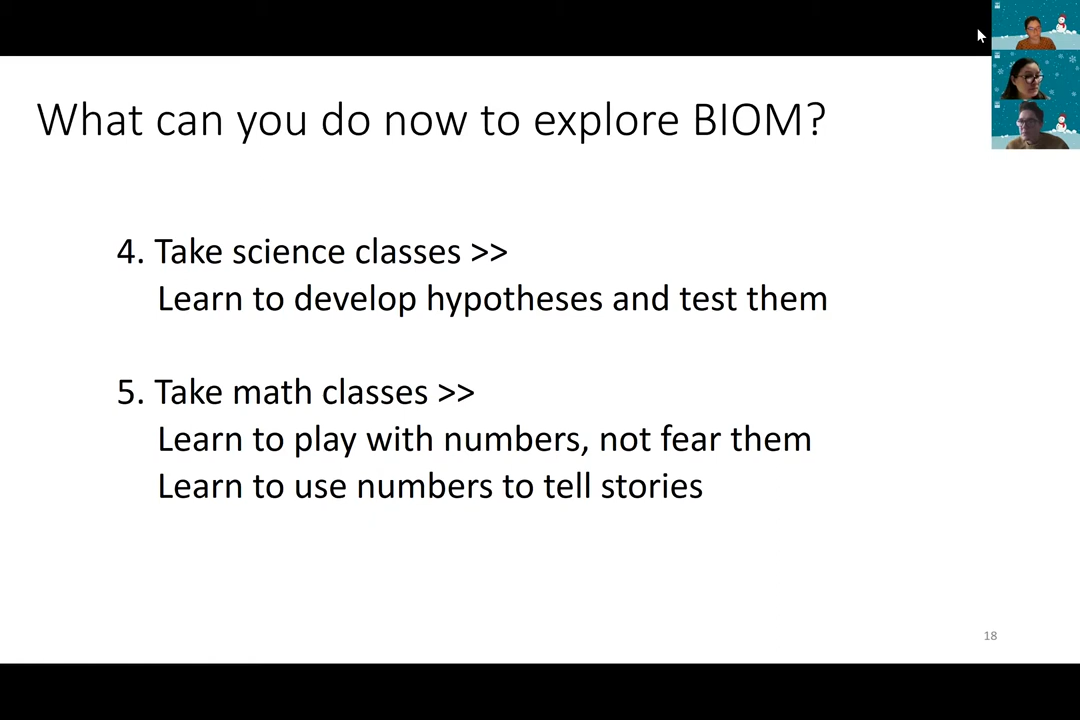 What can you do now to explore BIOM?
4. Take science classes >>
Learn to develop hypotheses and test them
5. Take math classes >>
Learn to play with numbers, not fear them
Learn to use numbers to tell stories
18